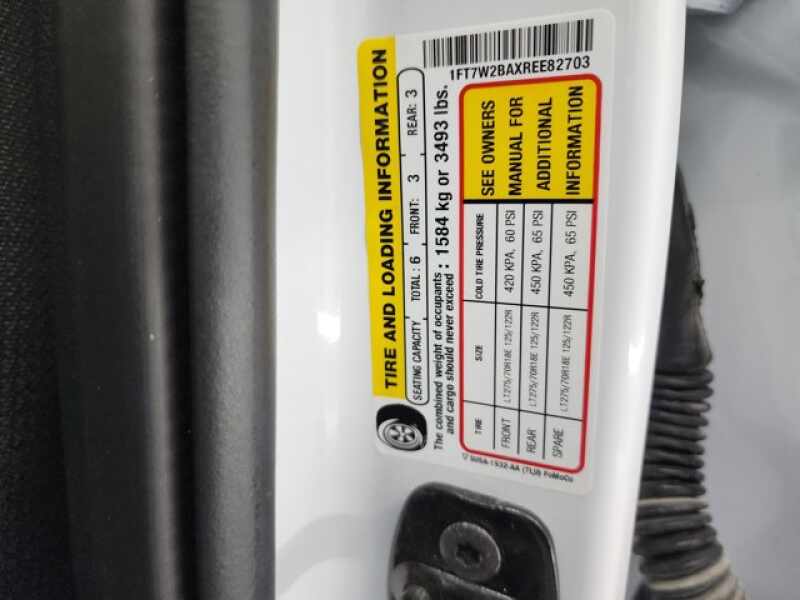 TIRE AND LOADING INFORMATION
SEATING CAPACITY TOTAL : 6 FRONT: 3 REAR: 3
The combined weight of occupants
and cargo should never exceed : 1584 kg or 3493 lbs.
TIRE SIZE COLD TIRE PRESSURE
FRONT LT275/70R18E 125/122R 420 KPA, 60 PSI
REAR LT275/70R18E 125/122R 450 KPA, 65 PSI
SPARE LT275/70R18E 125/122R 450 KPA, 65 PSI
SEE OWNERS
MANUAL FOR
ADDITIONAL
INFORMATION
1FT7W2BAXREE82703
FoMoCo